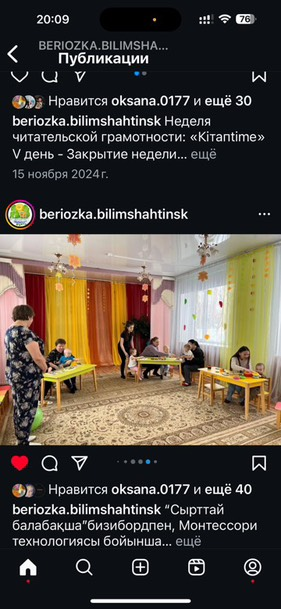 20:09
76
BERIOZKA.BILIMSHA...
Публикации
Нравится oksana.0177 и ещё 30
beriozka.bilimshahtinsk Неделя
читательской грамотности: «Кітапtime»
V день - Закрытие недели... ещё
15 ноября 2024 г.
beriozka.bilimshahtinsk
Нравится oksana.0177 и ещё 40
beriozka.bilimshahtinsk “Сырттай
балабақша”бизибордпен, Монтессори
технологиясы бойынша... ещё